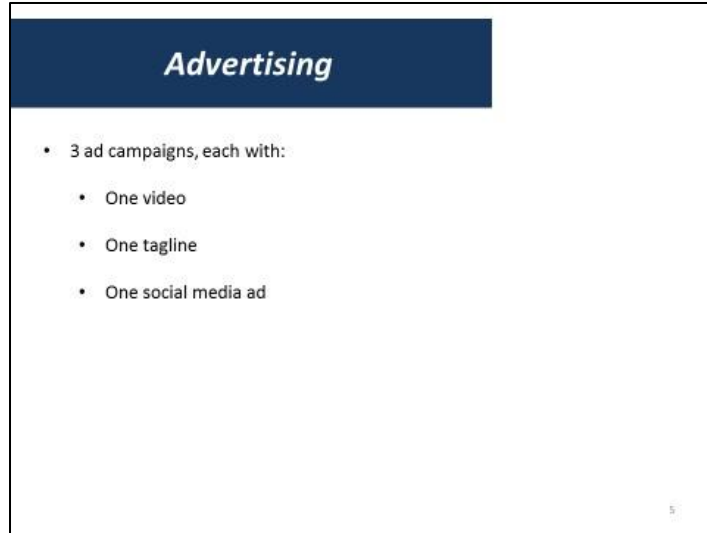 Advertising
• 3 ad campaigns, each with:
• One video
• One tagline
• One social media ad
5